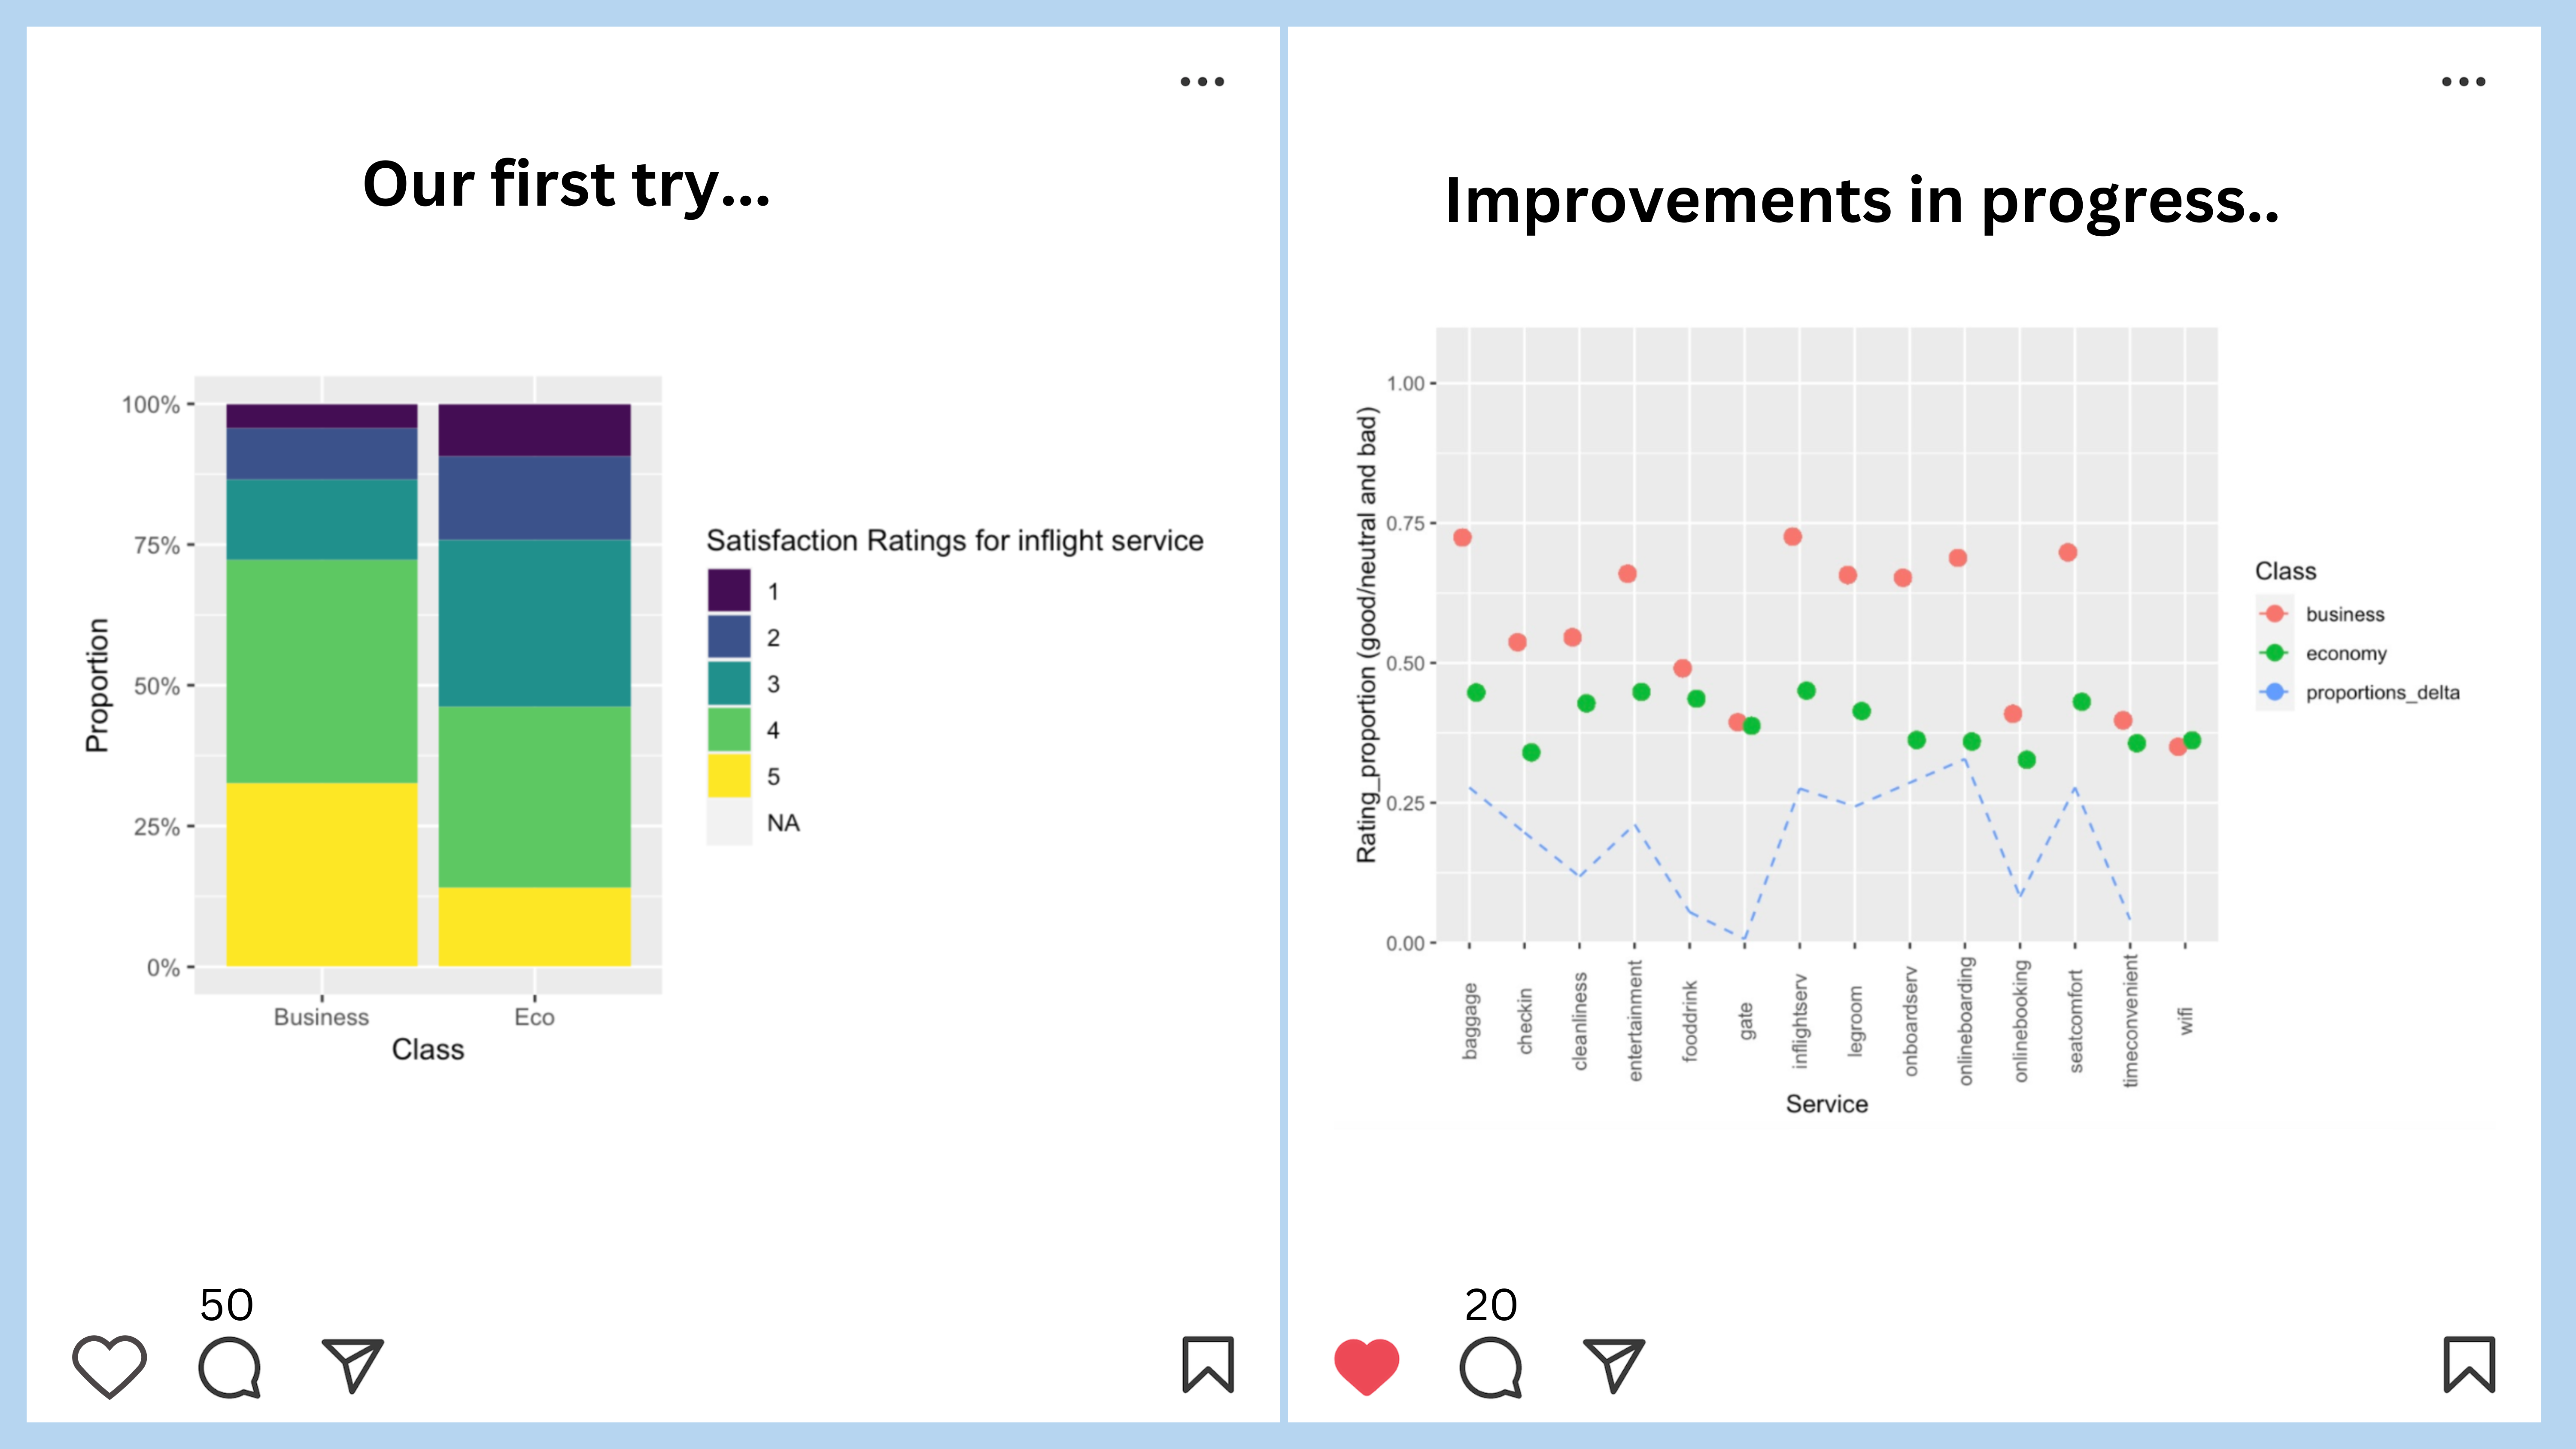 Our first try...
100%
75%
50%
25%
0%
Proportion
Business
Eco
Class
Satisfaction Ratings for inflight service
1
2
3
4
5
NA
50
Improvements in progress..
Rating_proportion (good/neutral and bad)
1.00
0.75
0.50
0.25
0.00
baggage
checkin
cleanliness
entertainment
fooddrink
gate
inflightserv
legroom
onboardserv
onlineboarding
onlinebooking
seatcomfort
timeconvenient
wifi
Service
Class
business
economy
proportions_delta
20